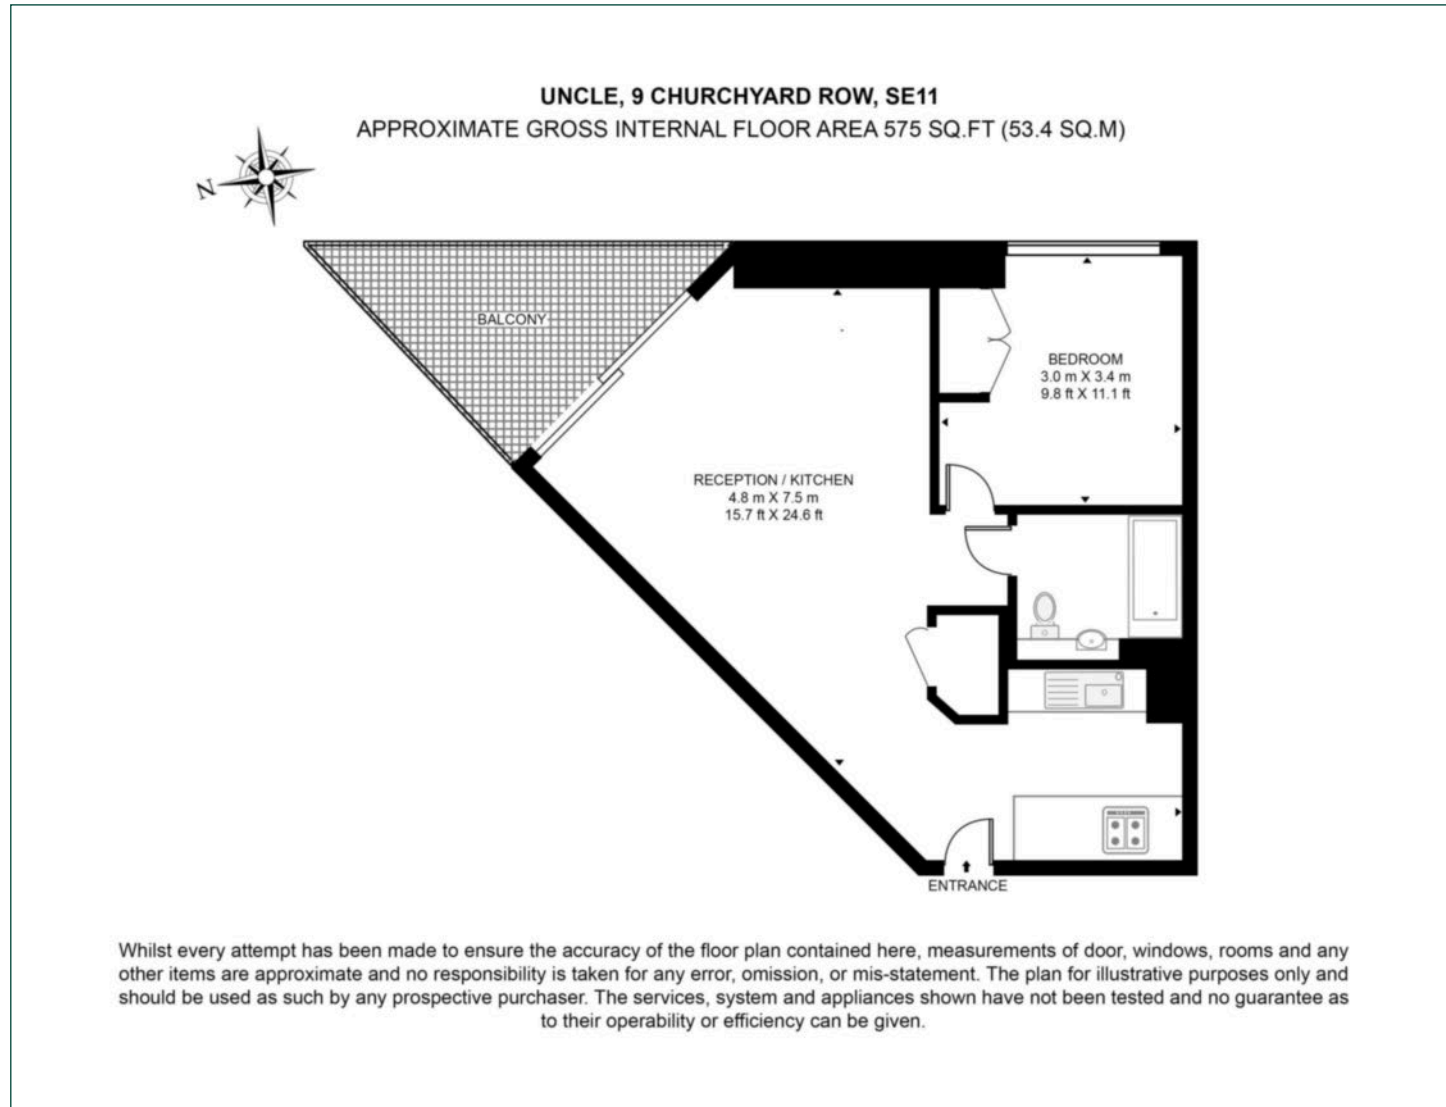 UNCLE, 9 CHURCHYARD ROW, SE11
APPROXIMATE GROSS INTERNAL FLOOR AREA 575 SQ.FT (53.4 SQ.M)
N
BALCONY
BEDROOM
3.0 m X 3.4 m
9.8 ft X 11.1 ft
RECEPTION / KITCHEN
4.8 m X 7.5 m
15.7 ft X 24.6 ft
ENTRANCE
Whilst every attempt has been made to ensure the accuracy of the floor plan contained here, measurements of door, windows, rooms and any
other items are approximate and no responsibility is taken for any error, omission, or mis-statement. The plan for illustrative purposes only and
should be used as such by any prospective purchaser. The services, system and appliances shown have not been tested and no guarantee as
to their operability or efficiency can be given.